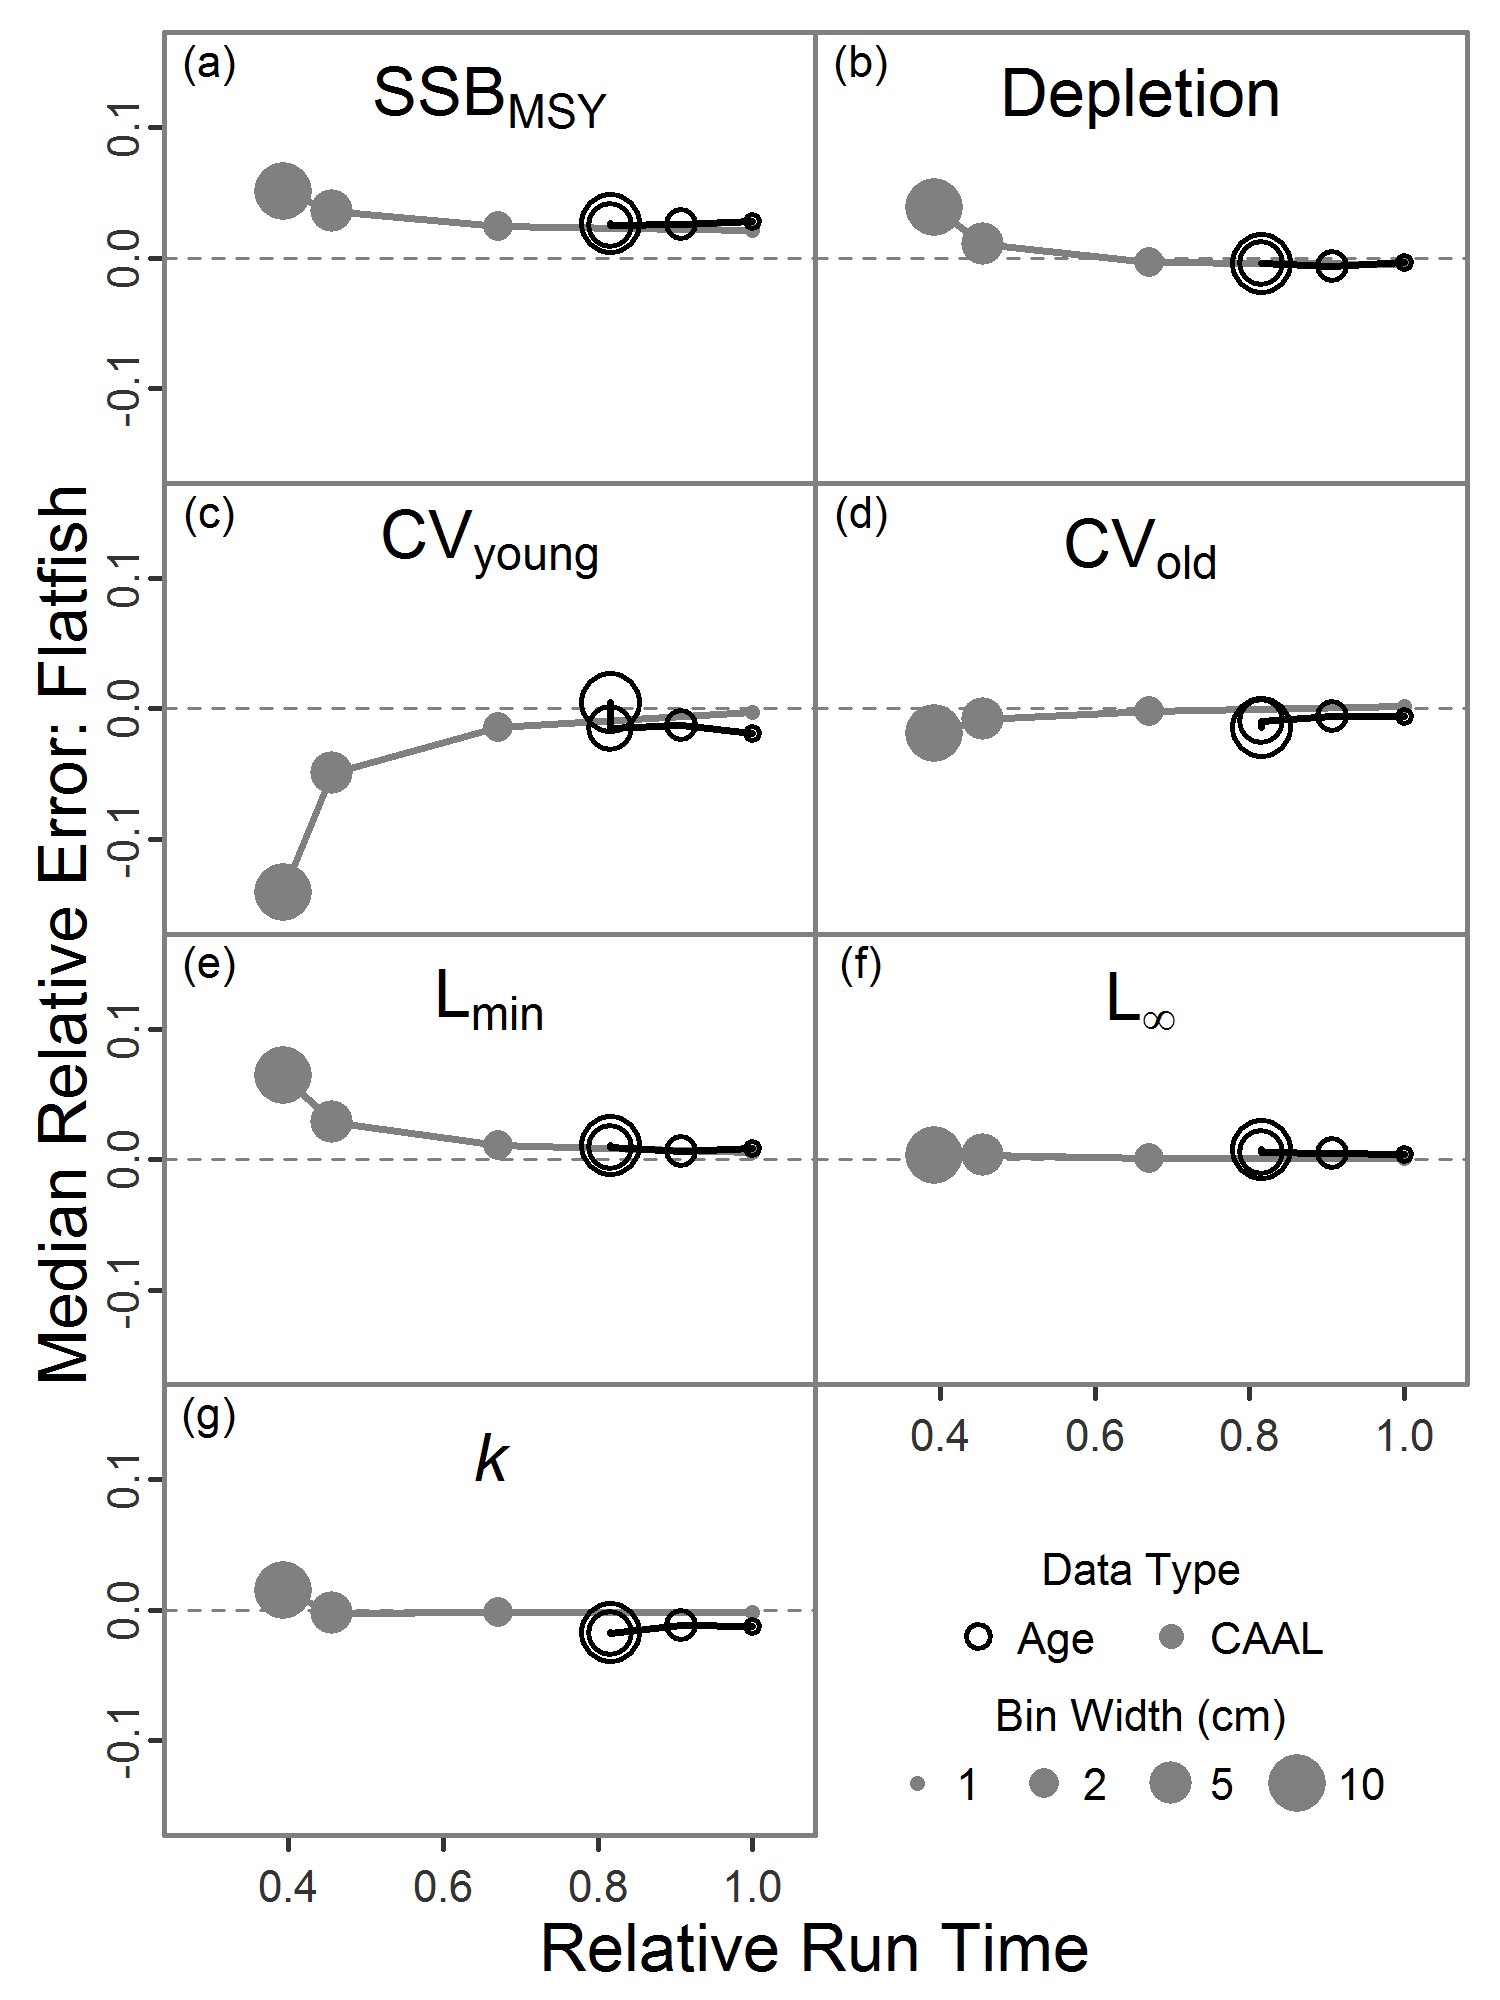 (a) SSBMSY
(b) Depletion
0.1
0.0
-0.1
(c) CVyoung
(d) CVold
0.1
0.0
-0.1
(e) Lmin
(f) L∞
0.1
0.0
-0.1
0.4 0.6 0.8 1.0
(g) k
0.1
0.0
-0.1
0.4 0.6 0.8 1.0
Median Relative Error: Flatfish
Relative Run Time
Data Type
Age CAAL
Bin Width (cm)
1 2 5 10